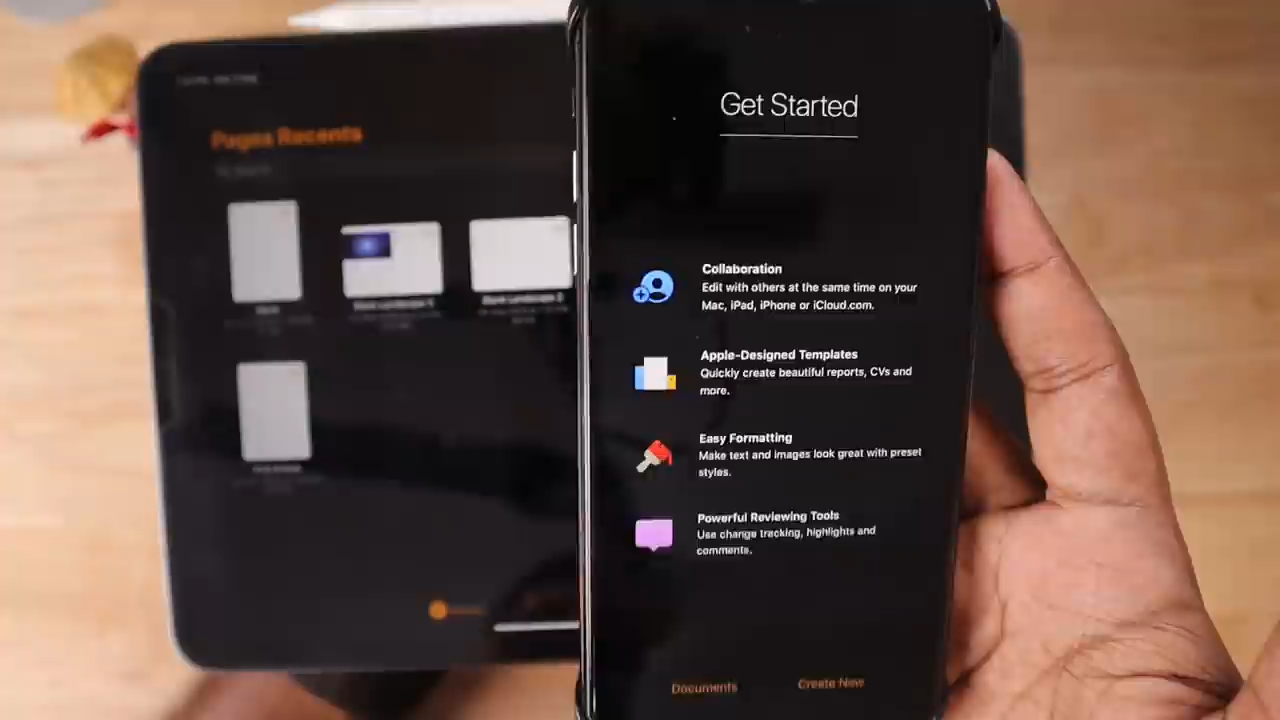 Pages Recents
Get Started
Collaboration
Edit with others at the same time on your
Mac, iPad, iPhone or iCloud.com.
Apple-Designed Templates
Quickly create beautiful reports, CVs and
more.
Easy Formatting
Make text and images look great with preset
styles.
Powerful Reviewing Tools
Use change tracking, highlights and
comments.
Documents
Create New